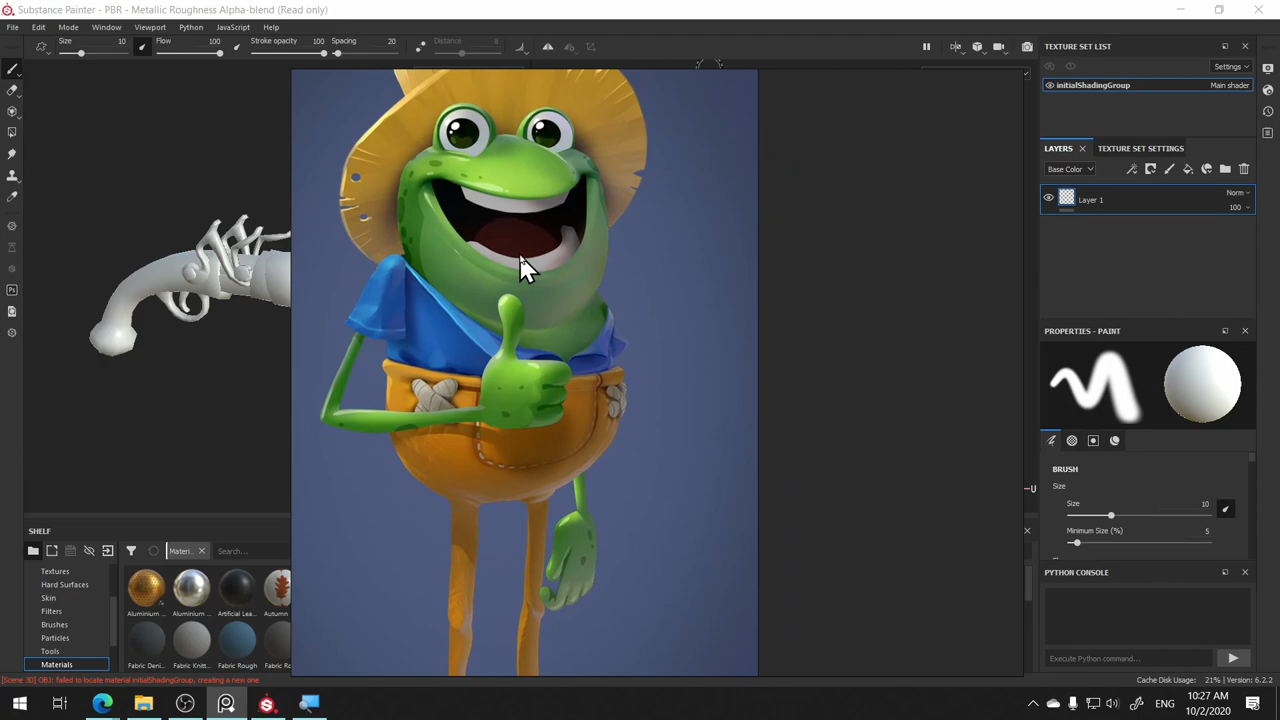 Substance Painter - PBR - Metallic Roughness Alpha-blend (Read only)
File Edit Mode Window Viewport Python JavaScript Help
Size 10 Flow 100 Stroke opacity 100 Spacing 20 Distance 8
TEXTURE SET LIST
Settings
initialShadingGroup Main shader
LAYERS TEXTURE SET SETTINGS
Base Color
Layer 1 Norm
100
PROPERTIES - PAINT
BRUSH
Size
Size 10
Minimum Size (%) 5
U
SHELF
Materi... Search...
Textures
Hard Surfaces
Skin
Filters
Brushes
Particles
Tools
Materials
Aluminium ... Aluminium ... Artificial Lea... Autumn
Fabric Deni... Fabric Knitt... Fabric Rough Fabric Ro
PYTHON CONSOLE
Execute Python command...
[Scene 3D] OBJ: failed to locate material initialShadingGroup, creating a new one
Cache Disk Usage: 21% | Version: 6.2.2
ENG
10:27 AM
10/2/2020